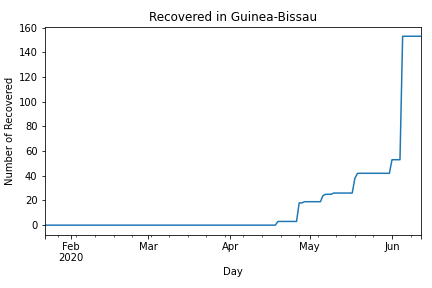 Recovered in Guinea-Bissau
Number of Recovered
160
140
120
100
80
60
40
20
0
Feb
2020
Mar
Apr
May
Jun
Day